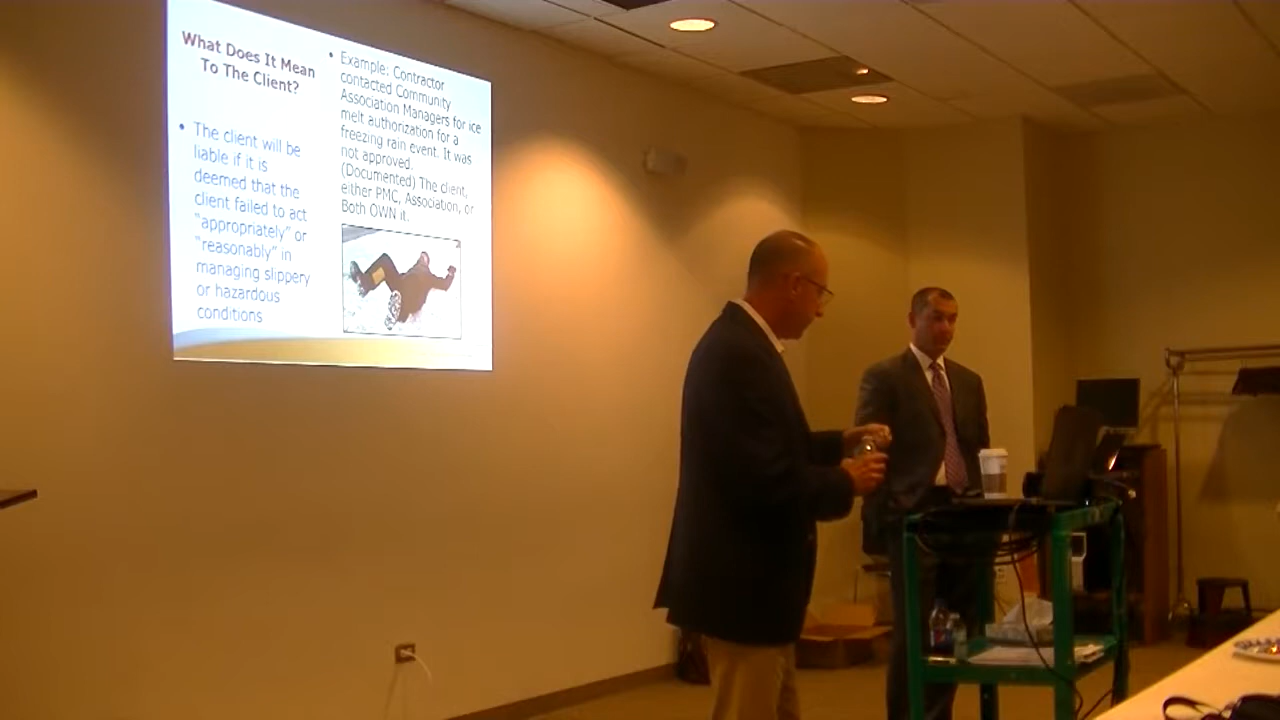 What Does It Mean
To The Client?
• The client will be
liable if it is
deemed that the
client failed to act
"appropriately" or
"reasonably" in
managing slippery
or hazardous
conditions
• Example: Contractor
contacted Community
Association Managers for ice
melt authorization for a
freezing rain event. It was
not approved.
(Documented) The client,
either PMC, Association, or
Both OWN it.